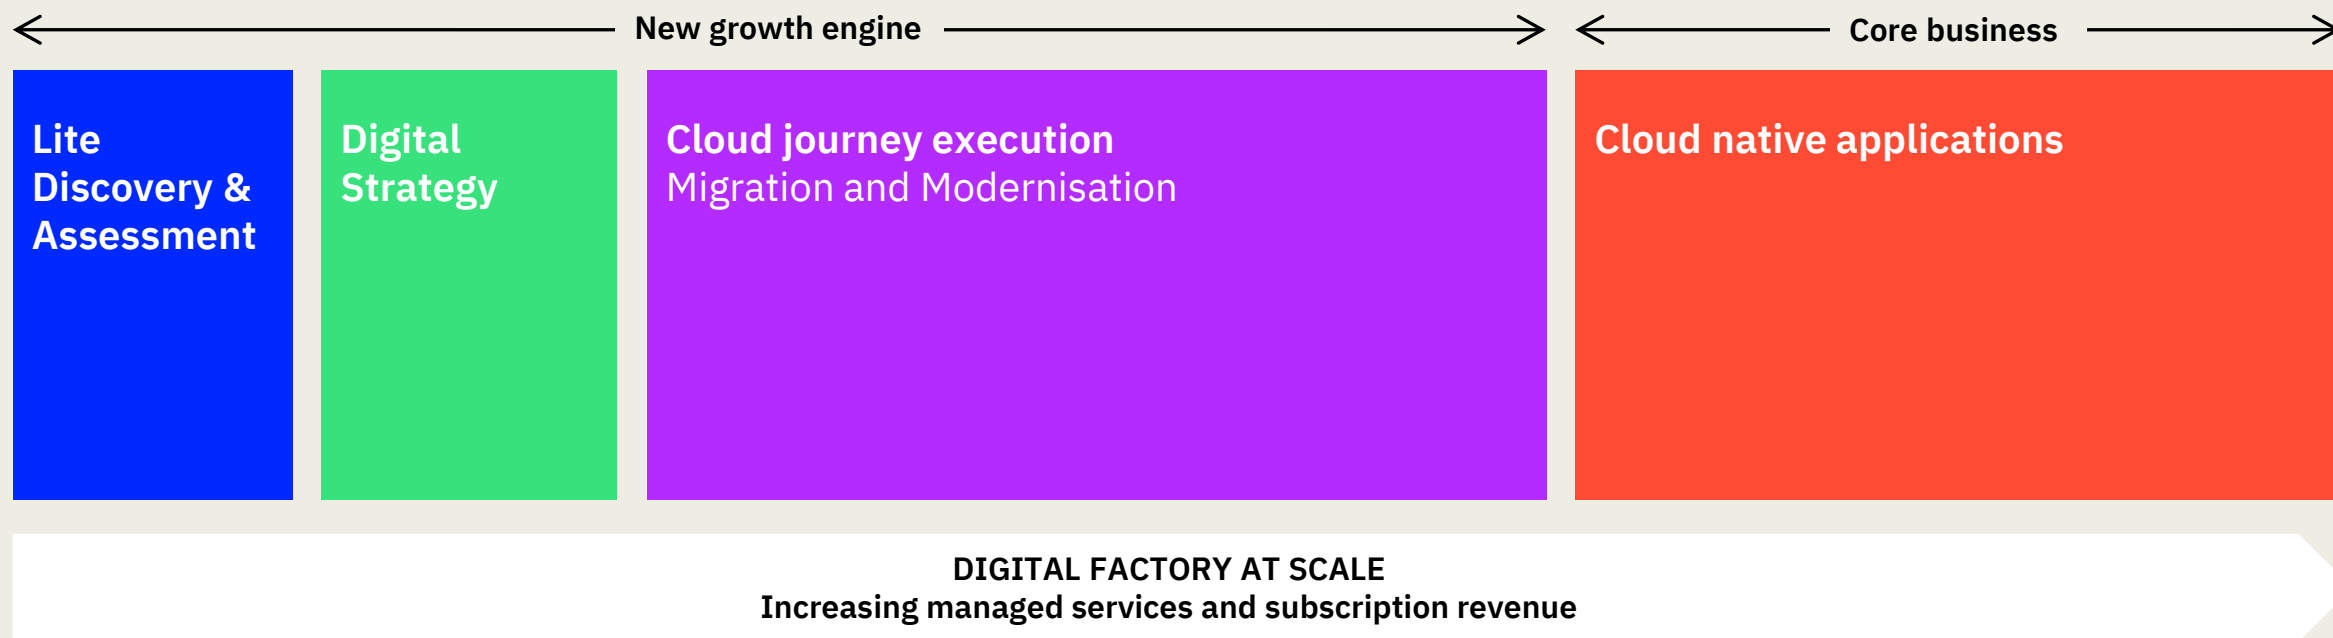 New growth engine
Core business
Lite
Discovery &
Assessment
Digital
Strategy
Cloud journey execution
Migration and Modernisation
Cloud native applications
DIGITAL FACTORY AT SCALE
Increasing managed services and subscription revenue